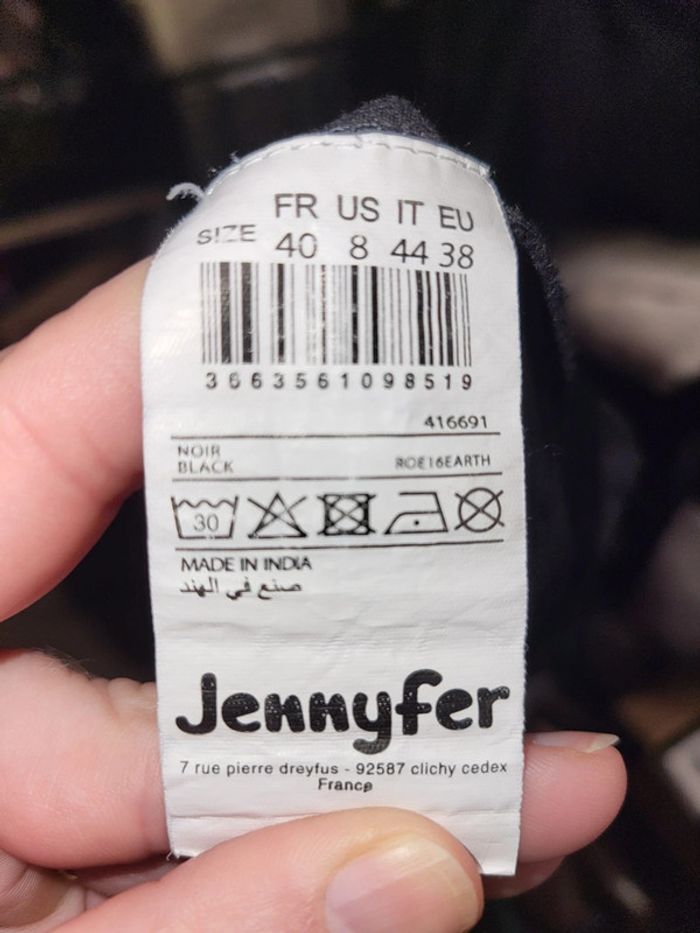 FR US IT EU
SIZE 40 8 44 38
3663561098519
416691
NOIR
BLACK ROE16EARTH
30
MADE IN INDIA
صنع في الهند
Jennyfer
7 rue pierre dreyfus - 92587 clichy cedex
France